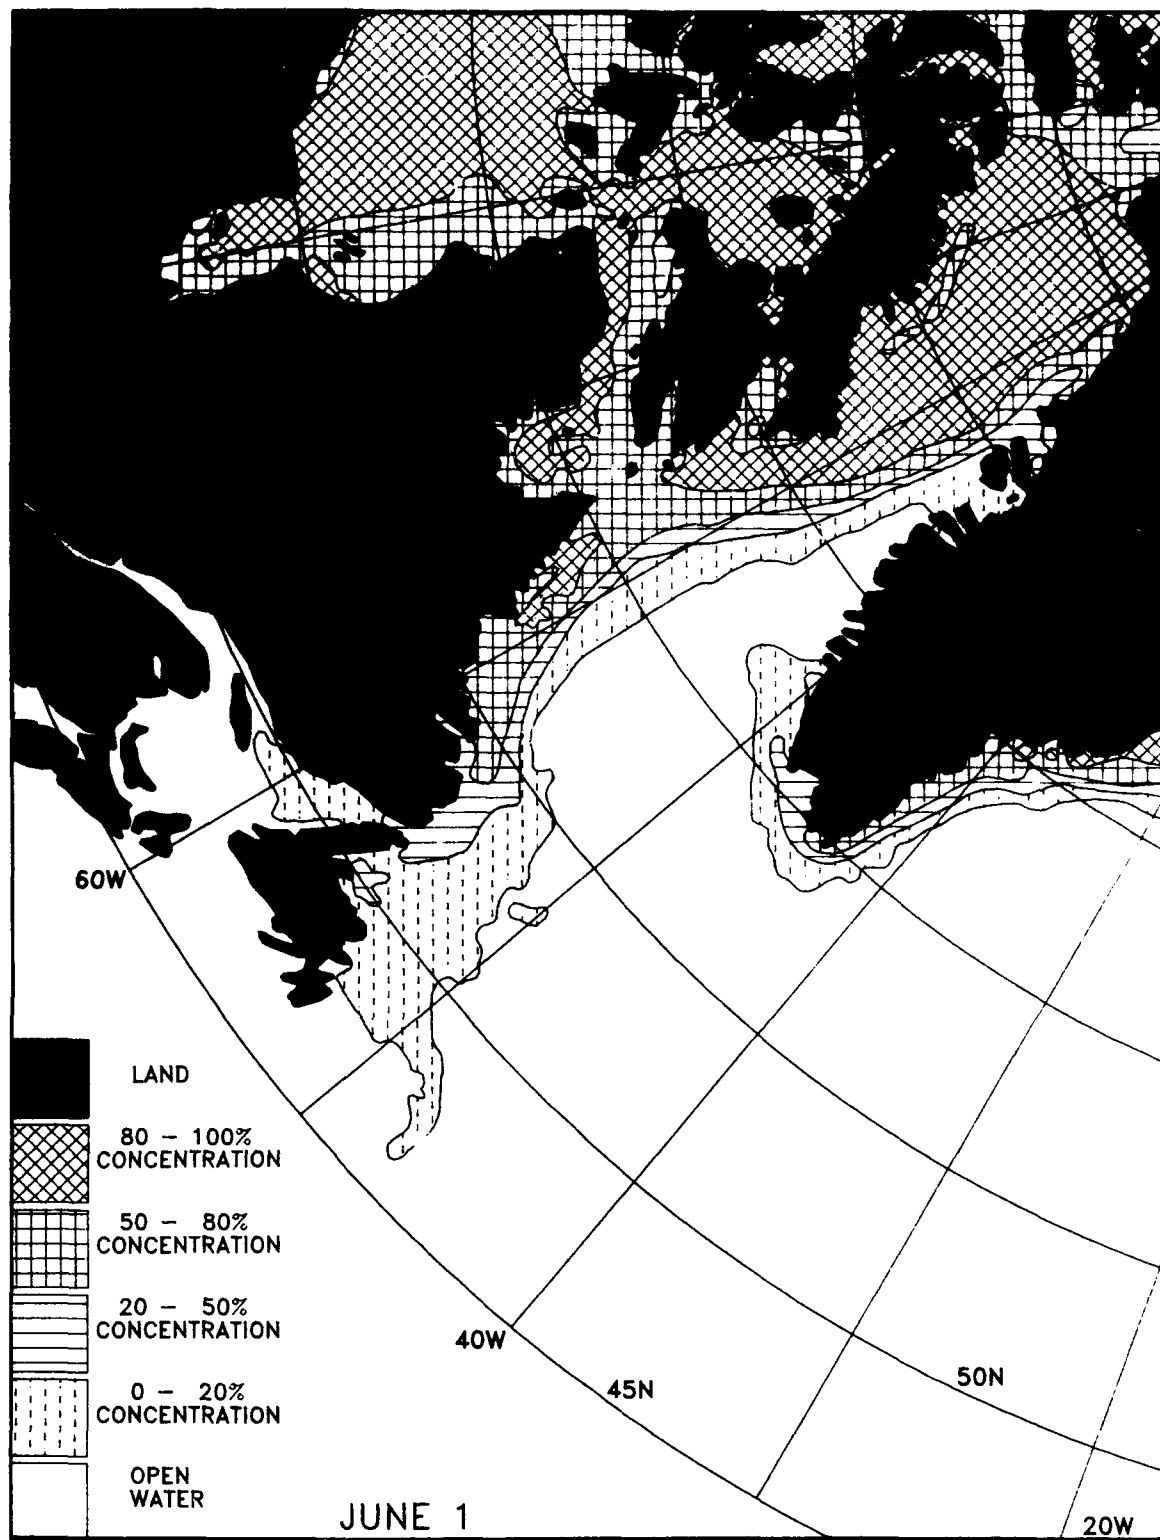 60W
LAND
80 - 100%
CONCENTRATION
50 - 80%
CONCENTRATION
20 - 50%
CONCENTRATION
0 - 20%
CONCENTRATION
OPEN
WATER
40W
45N
50N
20W
JUNE 1